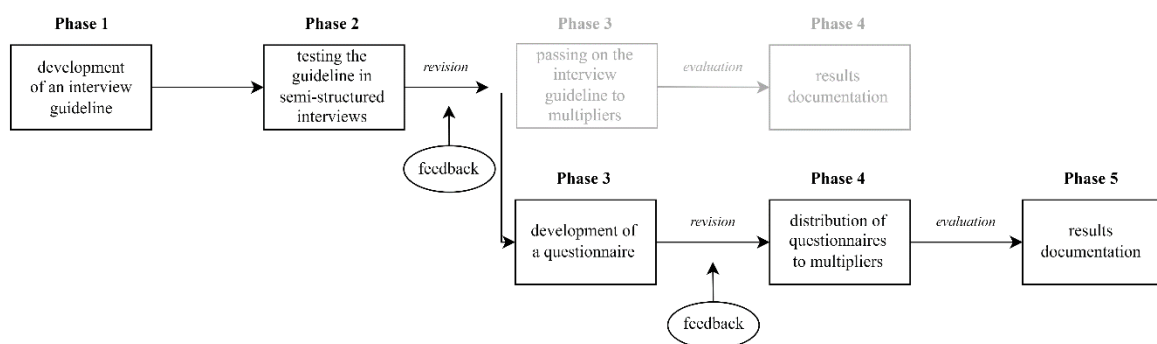 Phase 1
Phase 2
Phase 3
Phase 4
development
of an interview
guideline
testing the
guideline in
semi-structured
interviews
revision
passing on the
interview
guideline to
multipliers
evaluation
results
documentation
feedback
Phase 3
Phase 4
Phase 5
development of
a questionnaire
revision
distribution of
questionnaires
to multipliers
evaluation
results
documentation
feedback